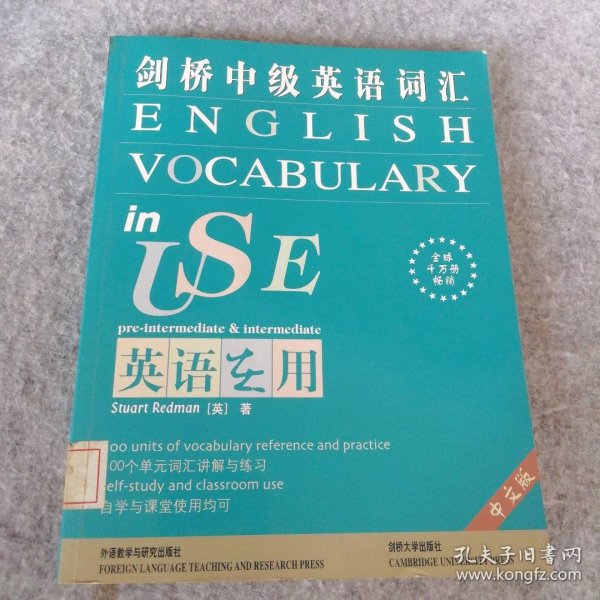 剑桥中级英语词汇
ENGLISH
VOCABULARY
in
USE
全球
千万册
畅销
pre-intermediate & intermediate
英语在用
Stuart Redman [英] 著
00 units of vocabulary reference and practice
00个单元词汇讲解与练习
elf-study and classroom use
自学与课堂使用均可
中文版
外语教学与研究出版社
FOREIGN LANGUAGE TEACHING AND RESEARCH PRESS
剑桥大学出版社
CAMBRIDGE UNIVERSITY PRESS
孔夫子旧书网
www.kongfz.com